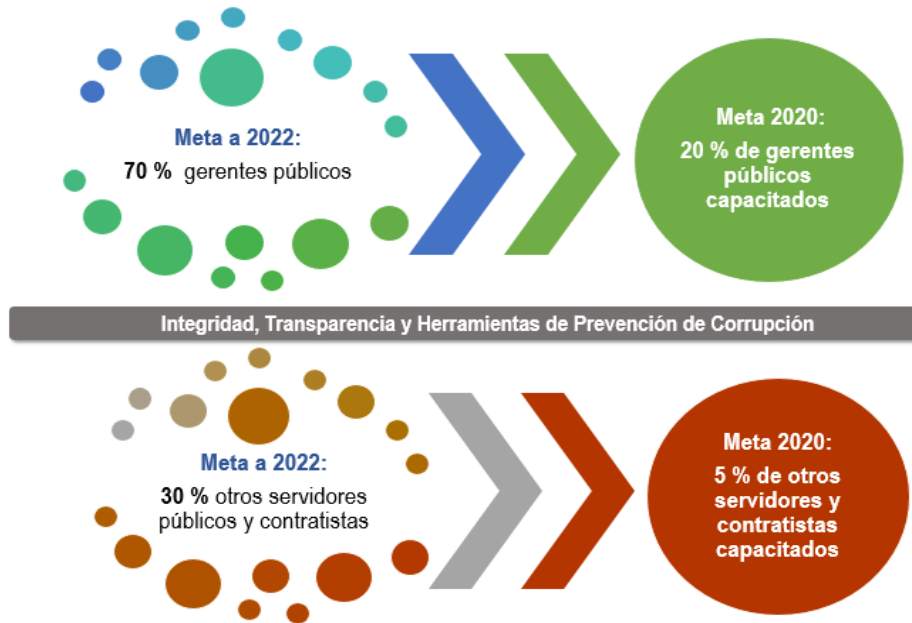 Meta a 2022:
70 % gerentes públicos
Meta 2020:
20 % de gerentes
públicos
capacitados
Integridad, Transparencia y Herramientas de Prevención de Corrupción
Meta a 2022:
30 % otros servidores
públicos y contratistas
Meta 2020:
5 % de otros
servidores y
contratistas
capacitados